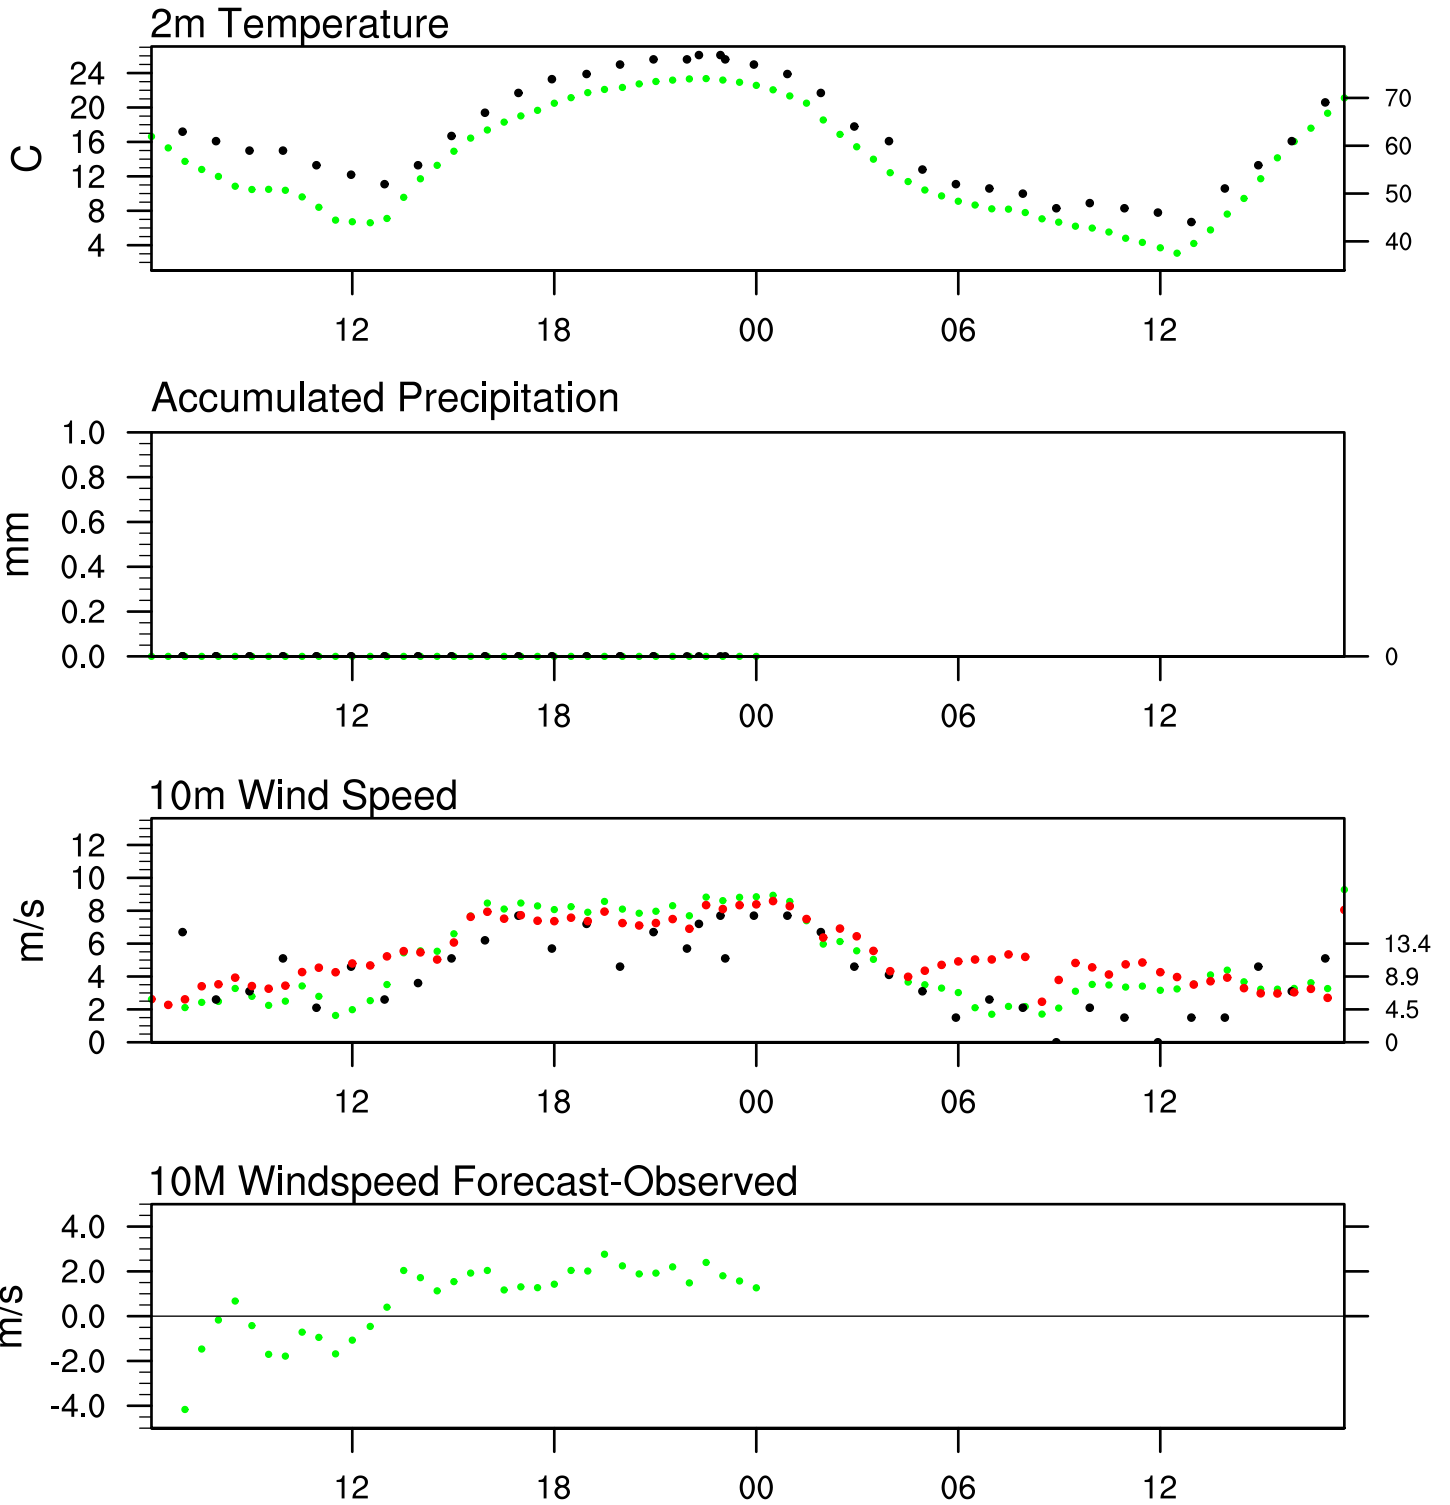 2m Temperature
24
20
16
12
8
4
C
70
60
50
40
12 18 00 06 12
Accumulated Precipitation
1.0
0.8
0.6
0.4
0.2
0.0
mm
0
12 18 00 06 12
10m Wind Speed
12
10
8
6
4
2
0
m/s
13.4
8.9
4.5
0
12 18 00 06 12
10M Windspeed Forecast-Observed
4.0
2.0
0.0
-2.0
-4.0
m/s
12 18 00 06 12